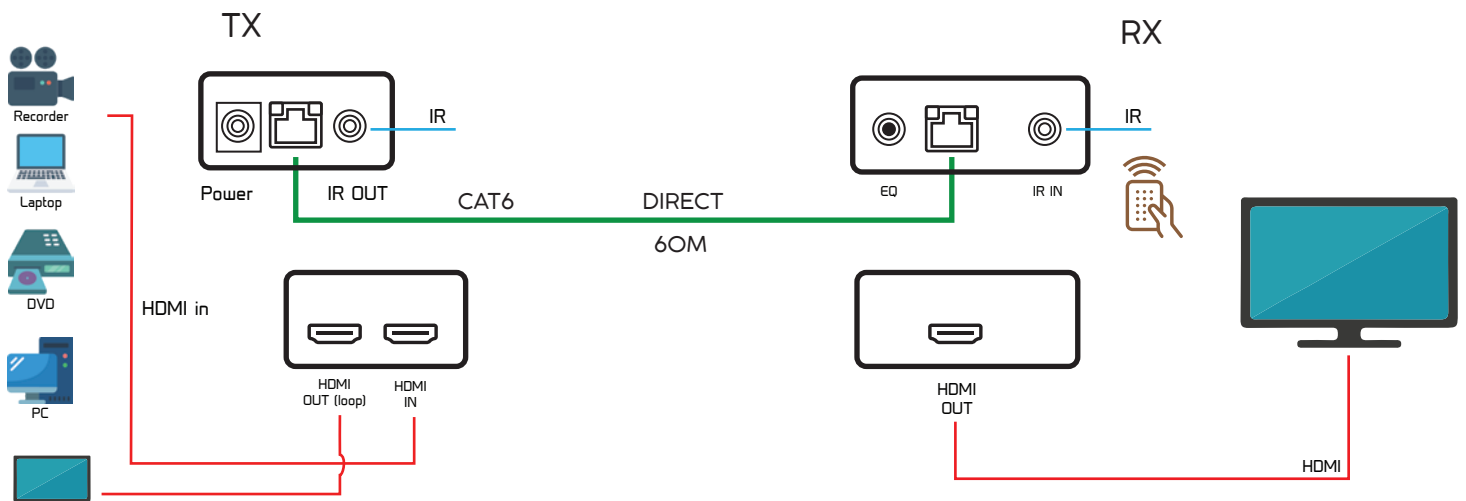 TX
RX
Recorder
IR
IR
Laptop
Power
IR OUT
EQ
IR IN
CAT6
DIRECT
60M
DVD
HDMI in
PC
HDMI
OUT (loop)
HDMI
IN
HDMI
OUT
HDMI